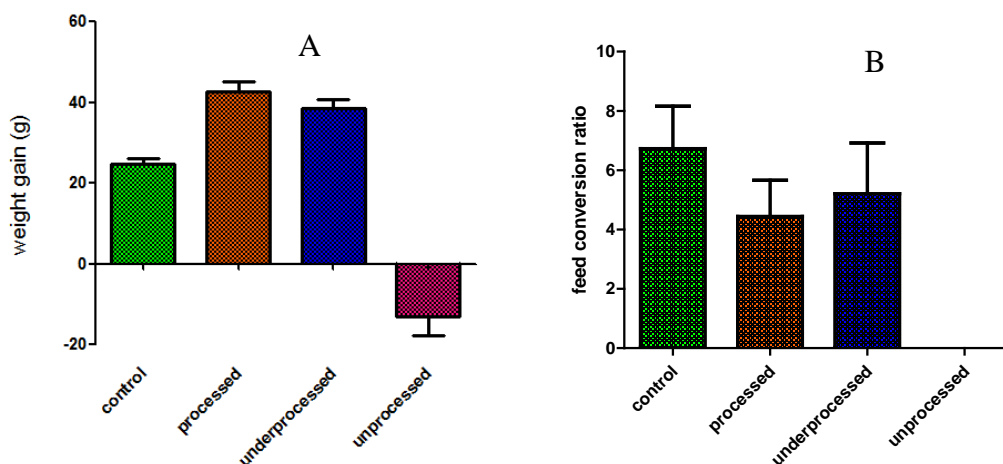 A
weight gain (g)
60
40
20
0
-20
control
processed
underprocessed
unprocessed
B
feed conversion ratio
10
8
6
4
2
0
control
processed
underprocessed
unprocessed